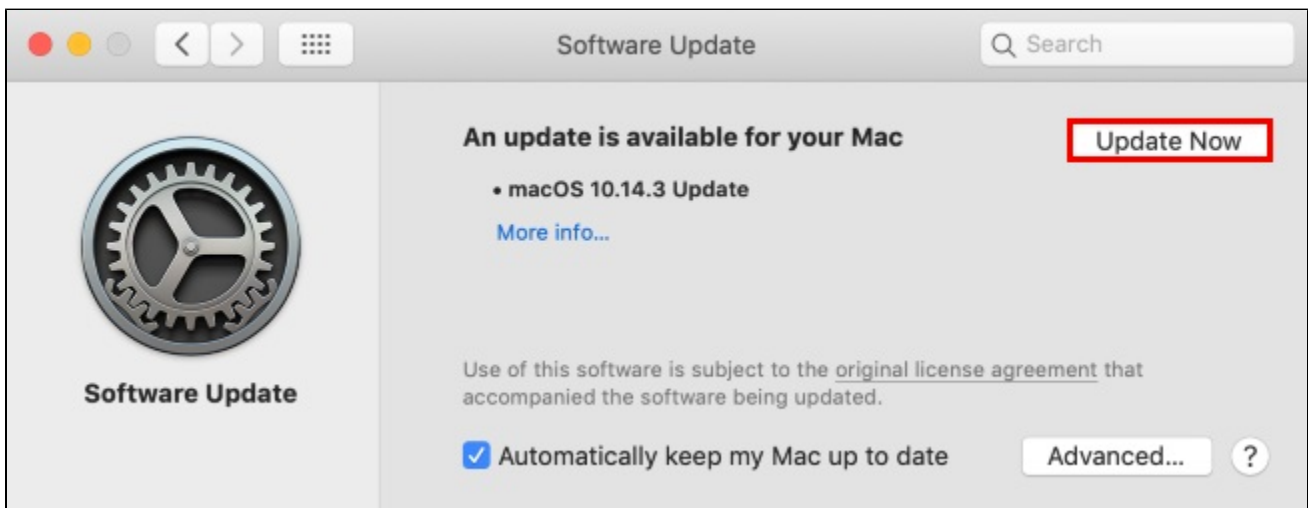 Software Update
Search
An update is available for your Mac
Update Now
• macOS 10.14.3 Update
More info...
Software Update
Use of this software is subject to the original license agreement that
accompanied the software being updated.
Automatically keep my Mac up to date
Advanced...
?